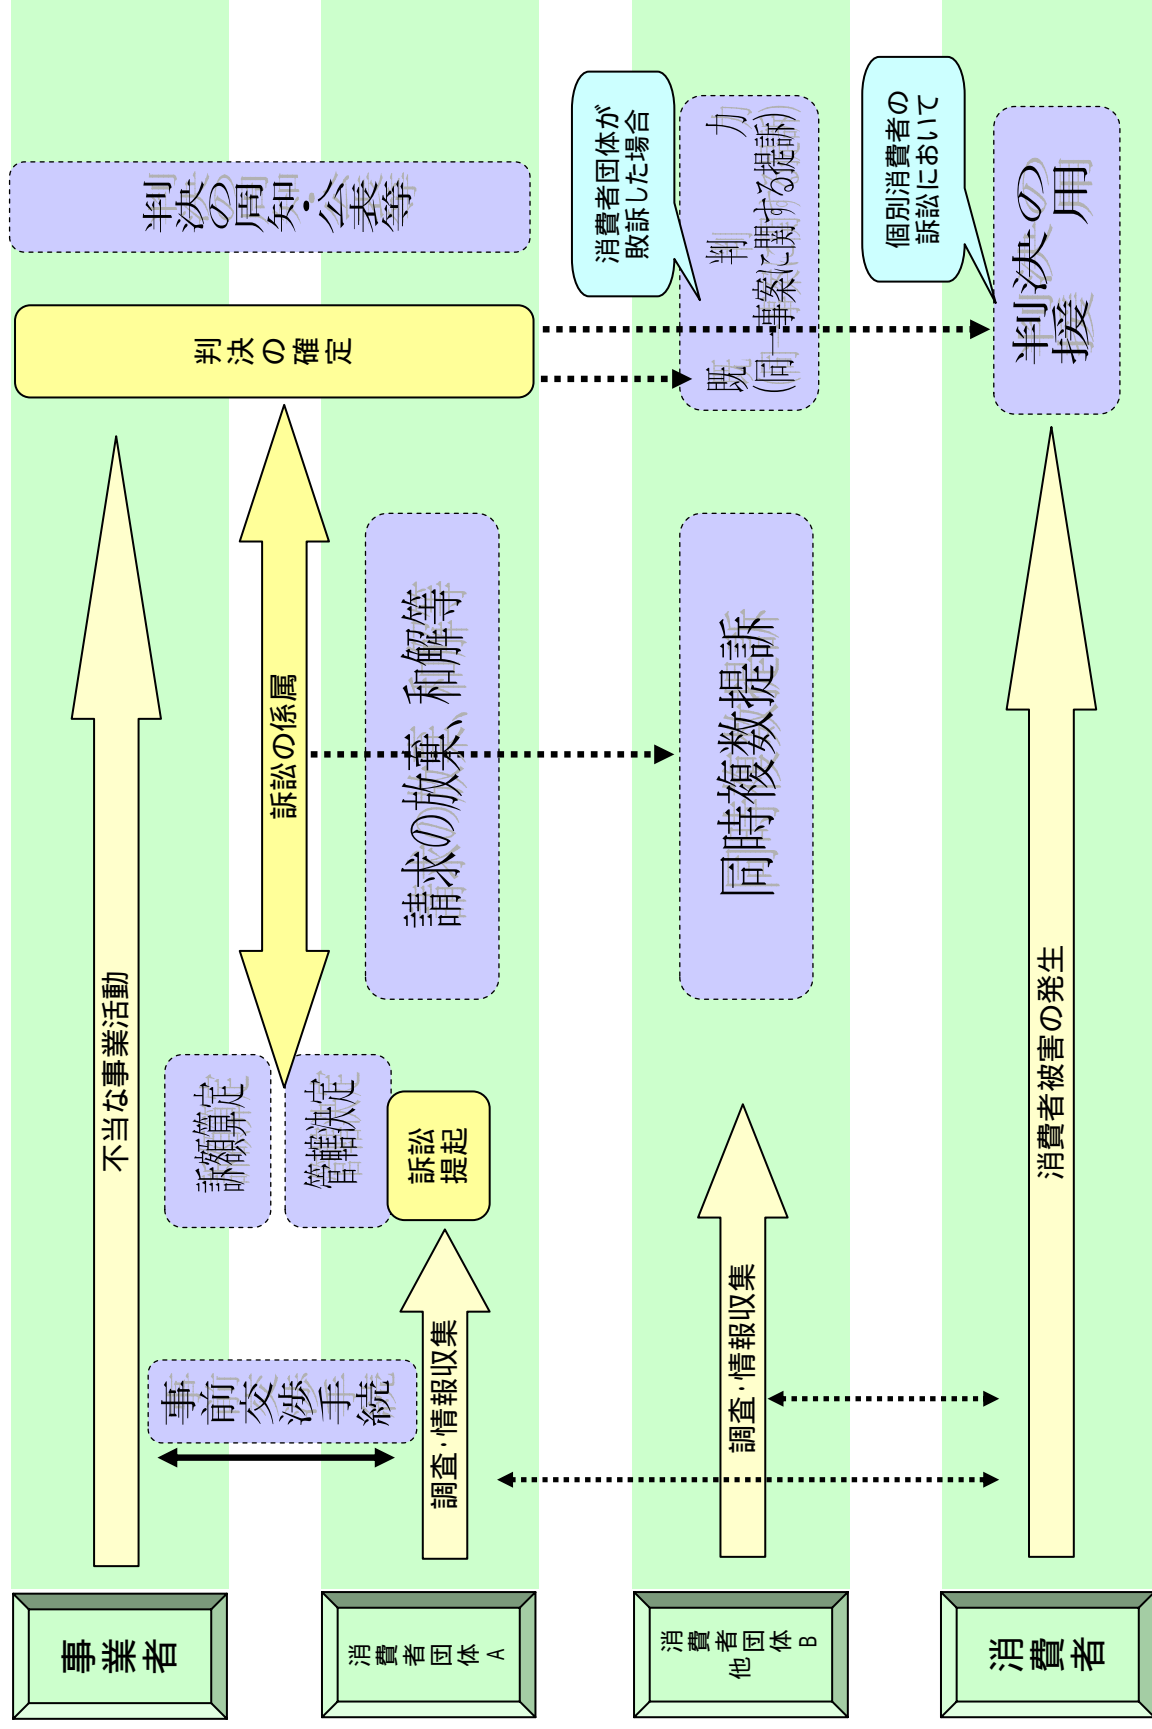 事業者
不当な事業活動
判決の確定
判決の周知・公表等
訴額算定
訴訟の係属
事前交渉手続
管轄決定
消費者団体A
調査・情報収集
訴訟
提起
請求の放棄、和解等
消費者団体が
敗訴した場合
他
消費者団体B
調査・情報収集
同時複数提訴
既判力
(同一事案に関する提訴)
個別消費者の
訴訟において
消費者
消費者被害の発生
判決の
援用